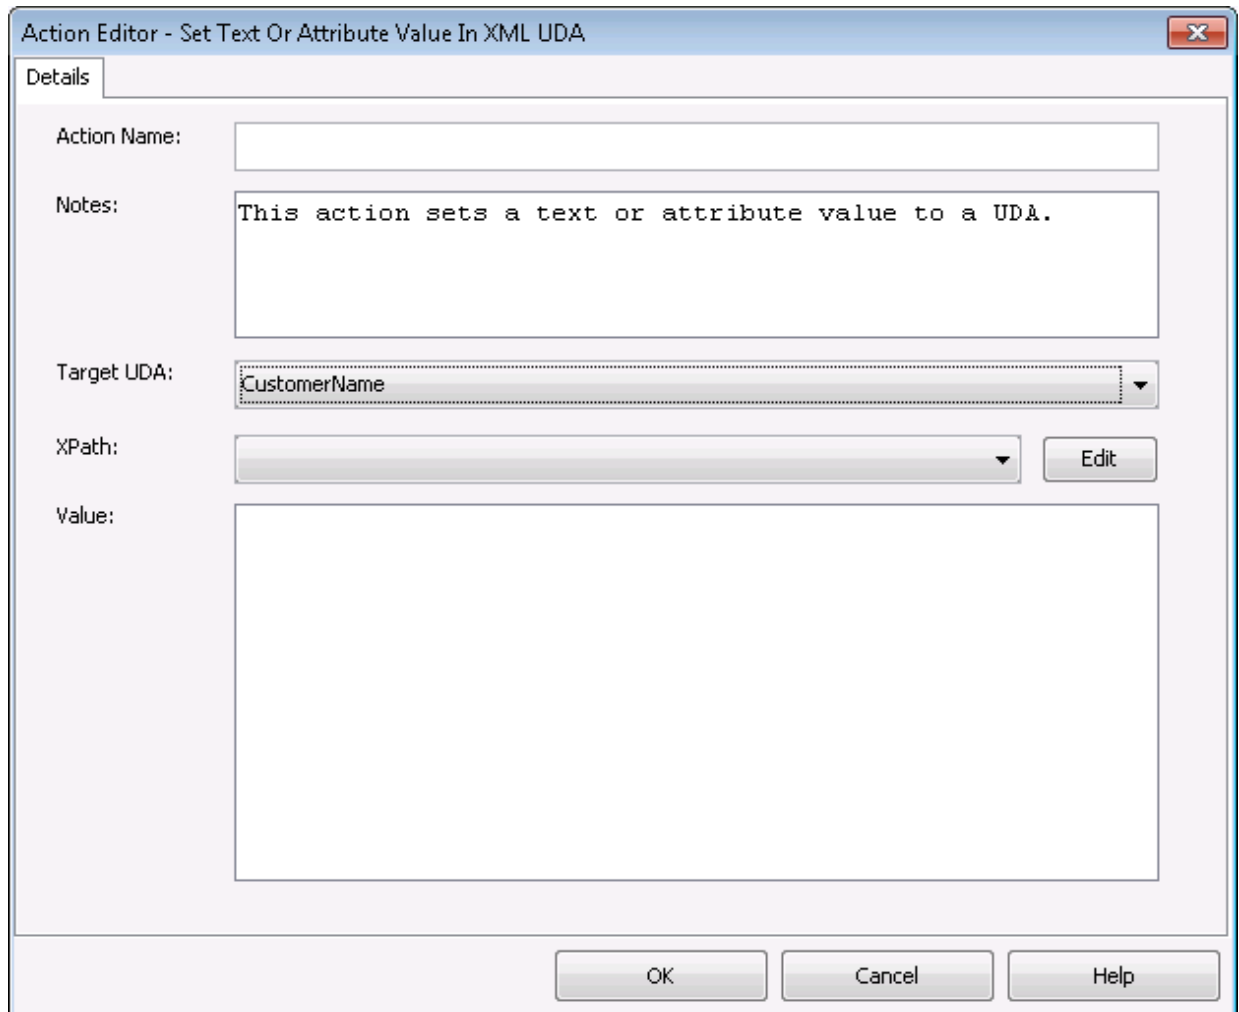 Action Editor - Set Text Or Attribute Value In XML UDA
Details
Action Name:
Notes:
This action sets a text or attribute value to a UDA.
Target UDA:
CustomerName
XPath:
Edit
Value:
OK
Cancel
Help